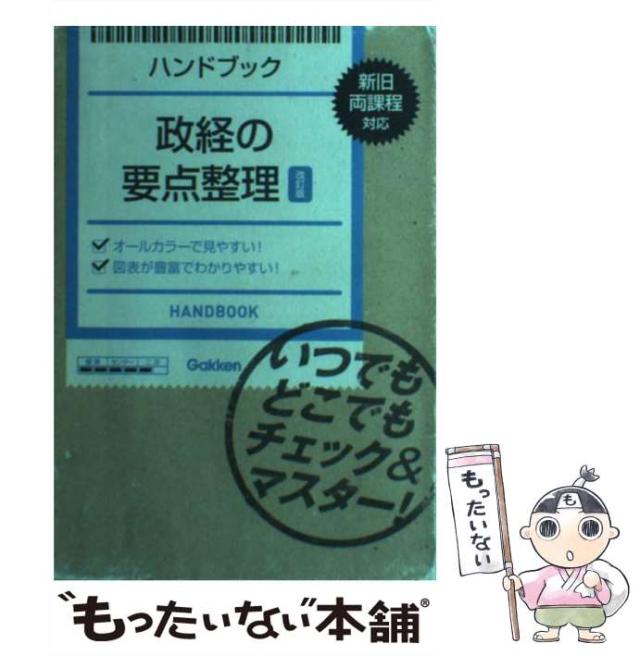 ハンドブック
新旧
両課程
対応
政経の
要点整理
改訂版
オールカラーで見やすい!
図表が豊富でわかりやすい!
HANDBOOK
Gakken
いつでも
どこでも
チェック&
マスター!
も
もったいない
"もったいない"本舗®